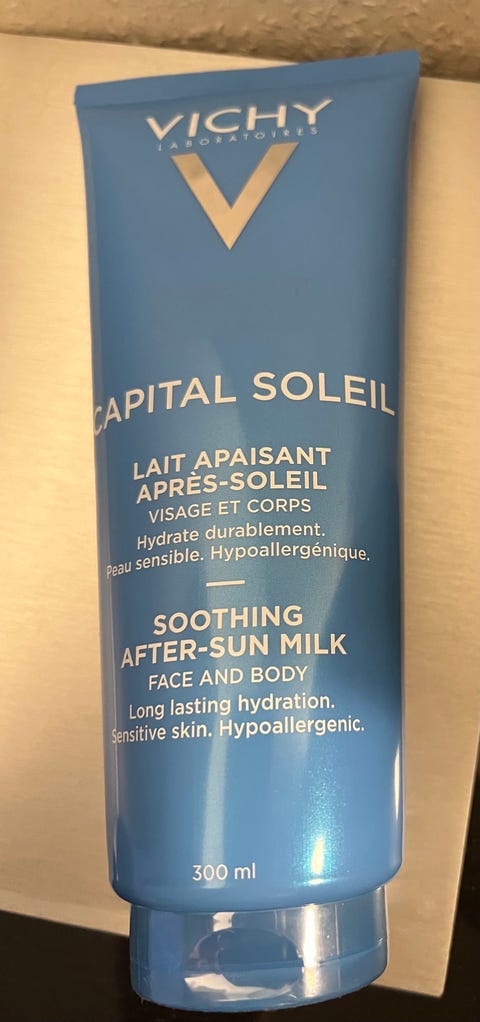 VICHY
LABORATOIRES
CAPITAL SOLEIL
LAIT APAISANT
APRÈS-SOLEIL
VISAGE ET CORPS
Hydrate durablement.
Peau sensible. Hypoallergénique.
SOOTHING
AFTER-SUN MILK
FACE AND BODY
Long lasting hydration.
Sensitive skin. Hypoallergenic.
300 ml